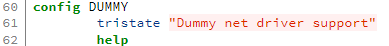 60 config DUMMY
61 tristate "Dummy net driver support"
62 help